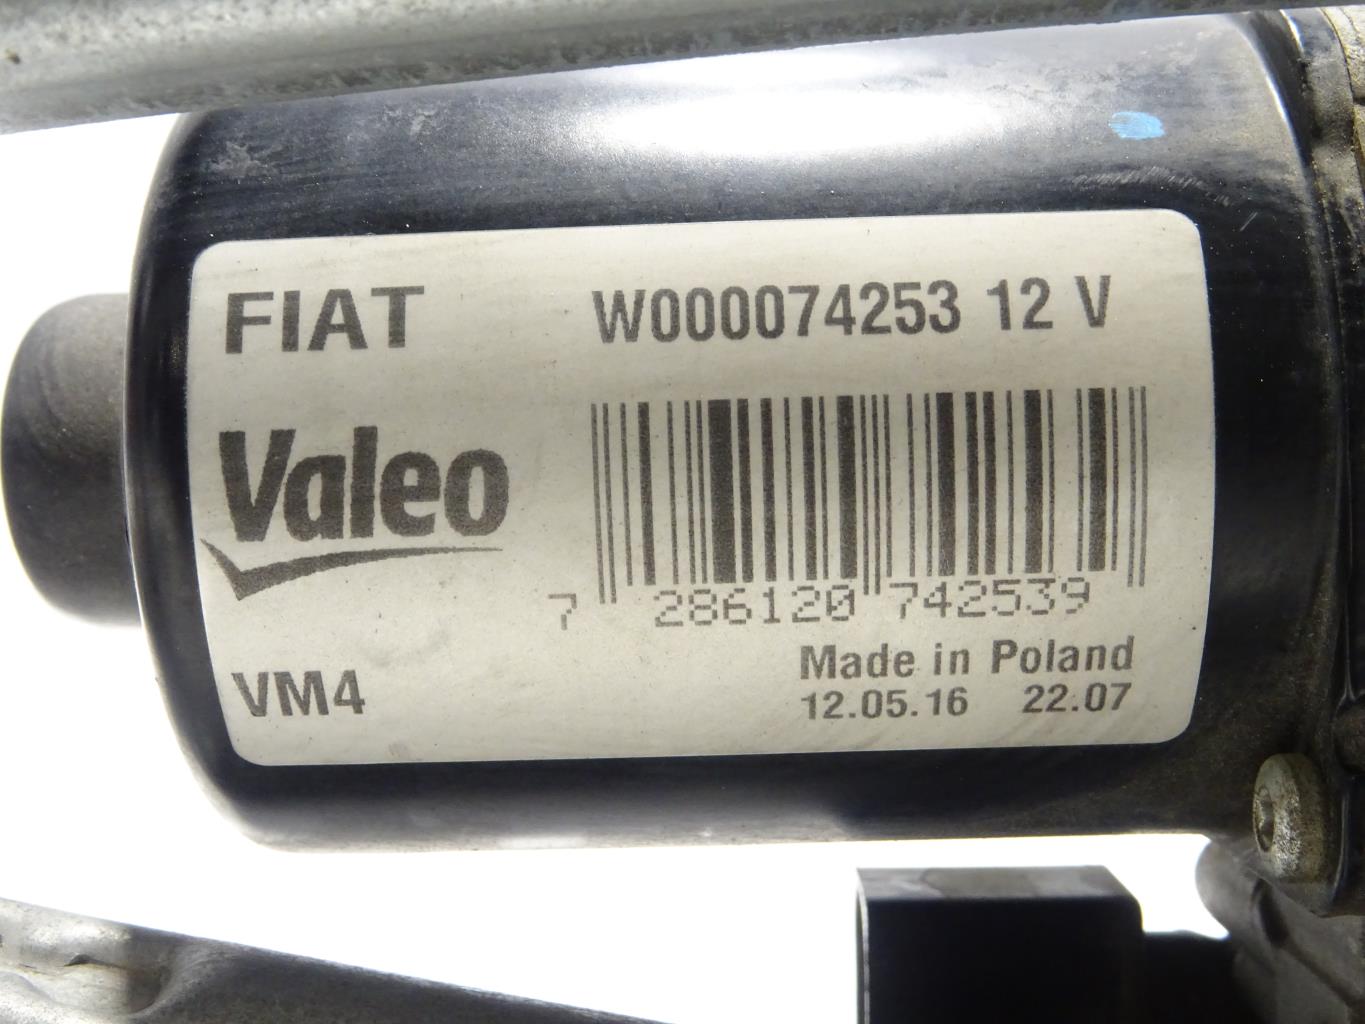 FIAT W000074253 12 V
Valeo
7 286120 742539
VM4
Made in Poland
12.05.16 22.07